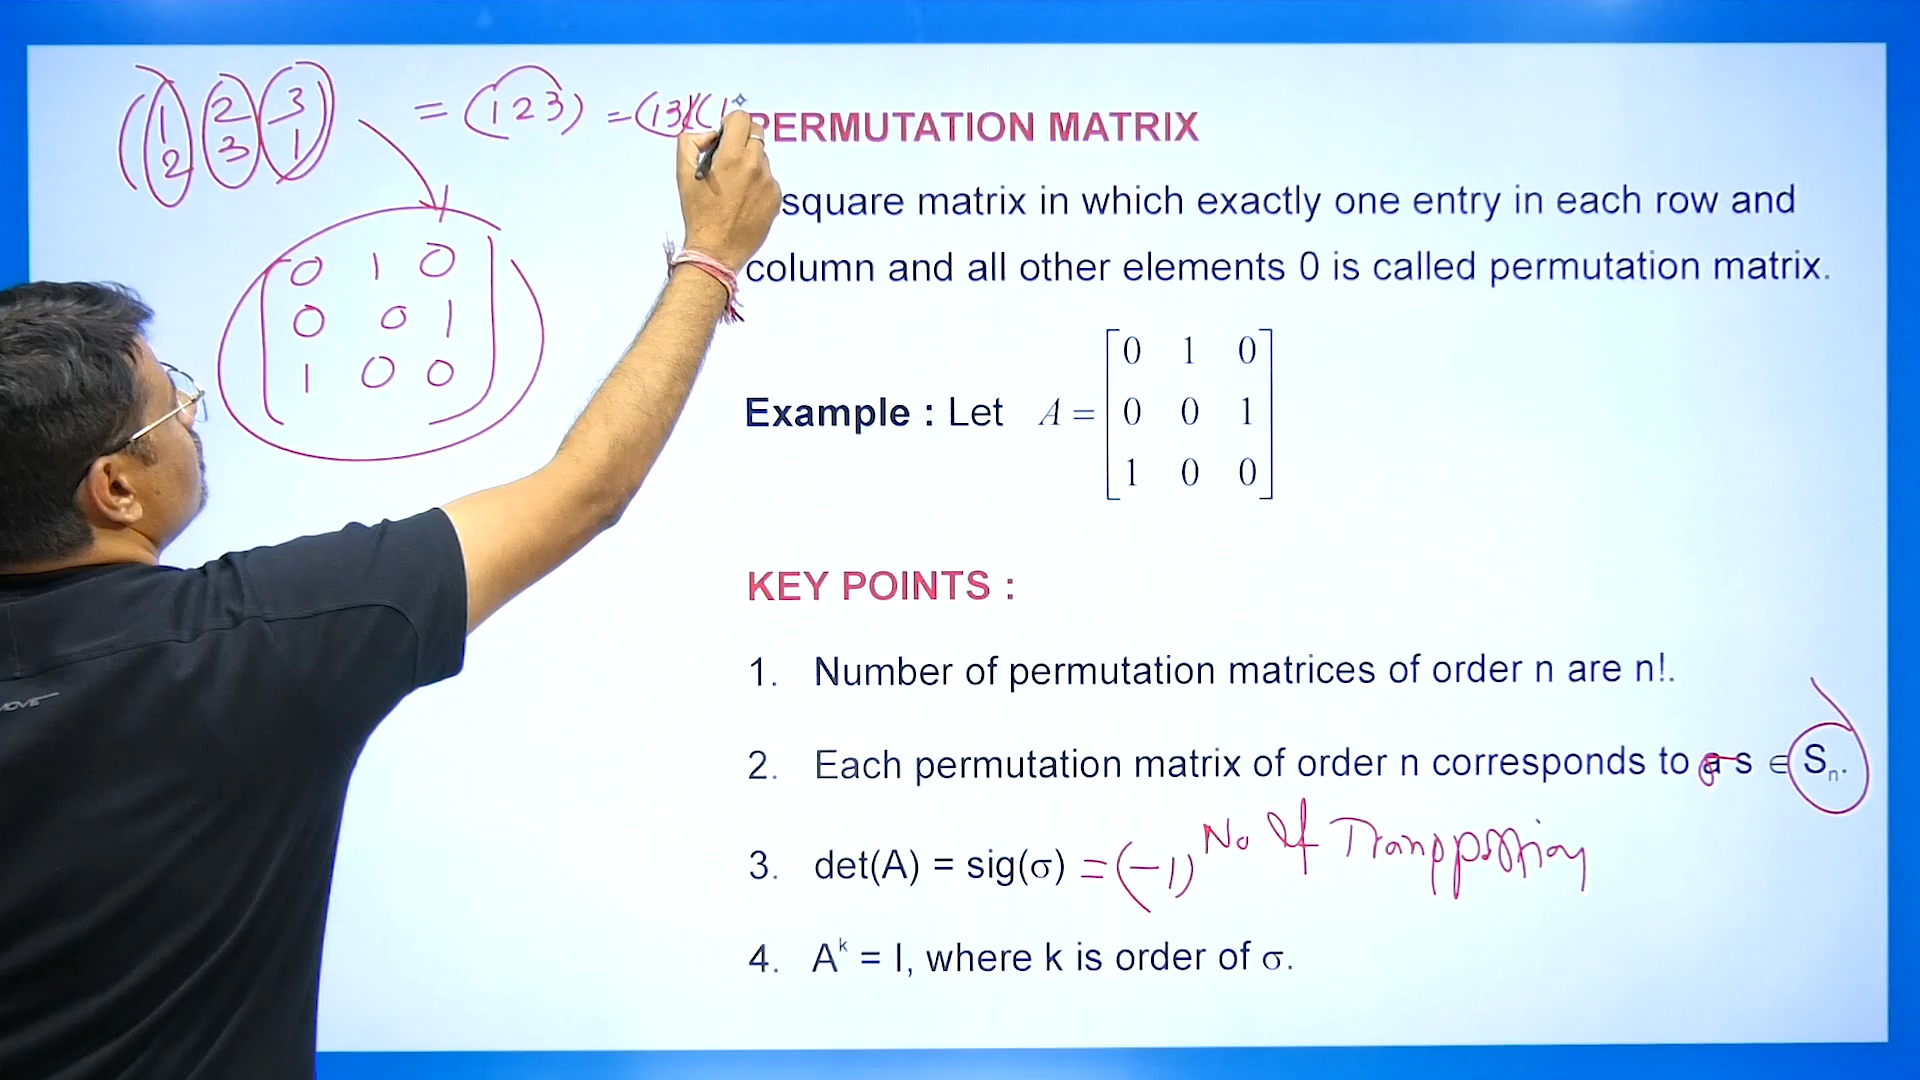 (1 2 3
2 3 1) = (1 2 3) = (13)(1
0 1 0
0 0 1
1 0 0
PERMUTATION MATRIX
square matrix in which exactly one entry in each row and
column and all other elements 0 is called permutation matrix.
Example : Let A = [0 1 0
0 0 1
1 0 0]
KEY POINTS :
1. Number of permutation matrices of order n are n!.
2. Each permutation matrix of order n corresponds to s ∈ Sₙ.
3. det(A) = sig(σ) = (-1) No of
4. Aᵏ = I, where k is order of σ.
MOVE